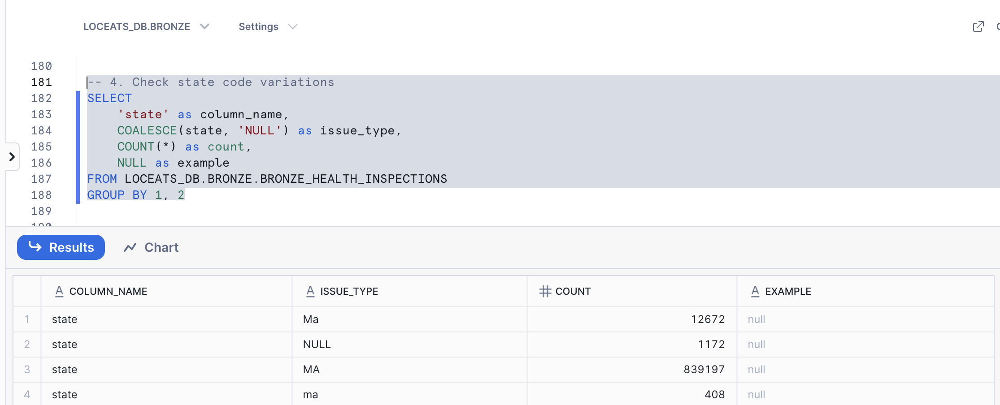 LOCEATS_DB.BRONZE Settings
180
181 -- 4. Check state code variations
182 SELECT
183 'state' as column_name,
184 COALESCE(state, 'NULL') as issue_type,
185 COUNT(*) as count,
186 NULL as example
187 FROM LOCEATS_DB.BRONZE.BRONZE_HEALTH_INSPECTIONS
188 GROUP BY 1, 2
189
Results Chart
COLUMN_NAME ISSUE_TYPE COUNT EXAMPLE
1 state Ma 12672 null
2 state NULL 1172 null
3 state MA 839197 null
4 state ma 408 null